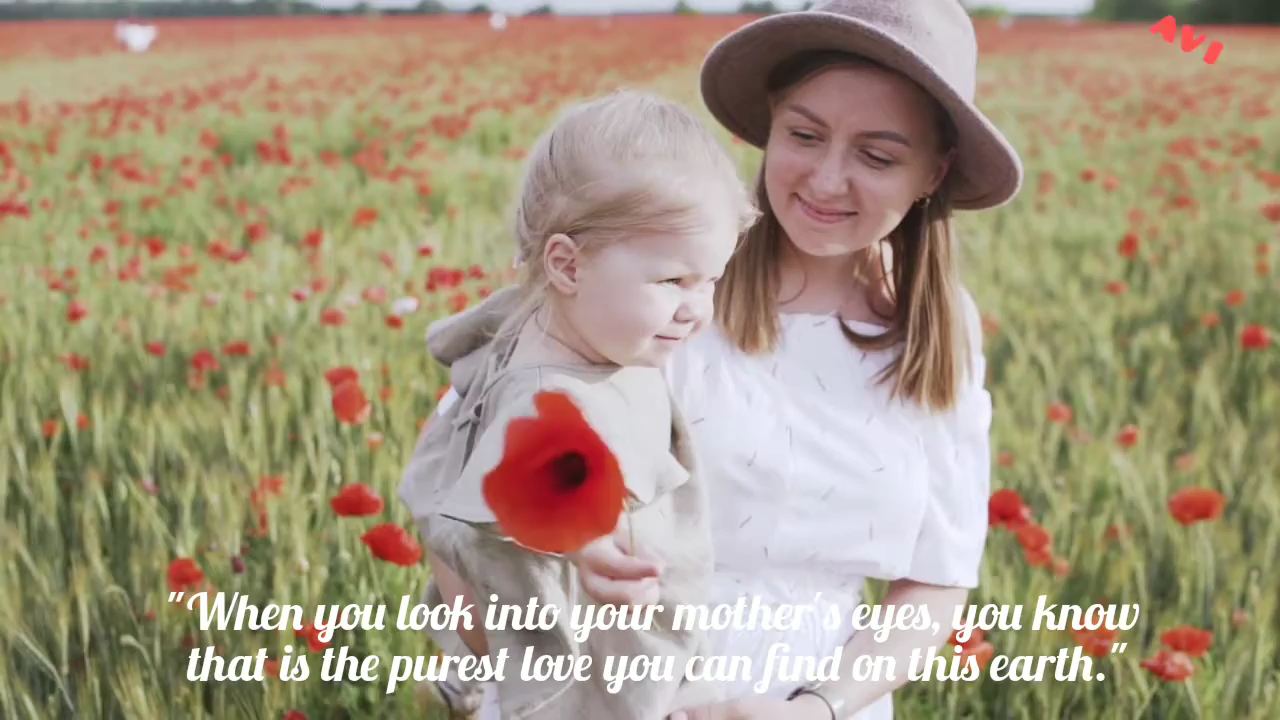 AVI
"When you look into your mother's eyes, you know
that is the purest love you can find on this earth."